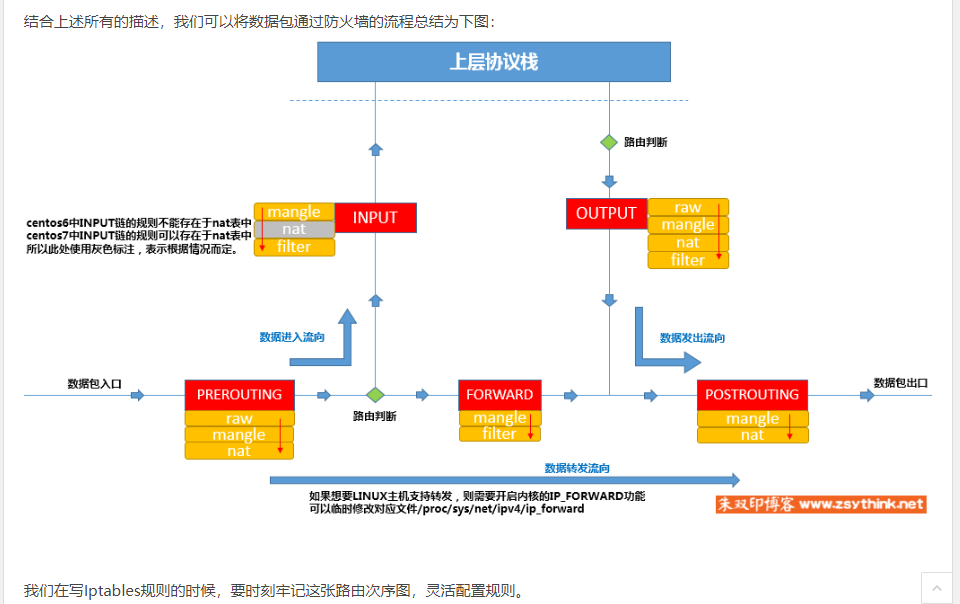 结合上述所有的描述，我们可以将数据包通过防火墙的流程总结为下图：
上层协议栈
路由判断
centos6中INPUT链的规则不能存在于nat表中
centos7中INPUT链的规则可以存在于nat表中
所以此处使用灰色标注，表示根据情况而定。
mangle
nat
filter
INPUT
OUTPUT
raw
mangle
nat
filter
数据进入流向
数据发出流向
数据包入口
数据包出口
PREROUTING
raw
mangle
nat
路由判断
FORWARD
mangle
filter
POSTROUTING
mangle
nat
数据转发流向
如果想要LINUX主机支持转发，则需要开启内核的IP_FORWARD功能
可以临时修改对应文件/proc/sys/net/ipv4/ip_forward
朱双印博客 www.zsythink.net
我们在写Iptables规则的时候，要时刻牢记这张路由次序图，灵活配置规则。